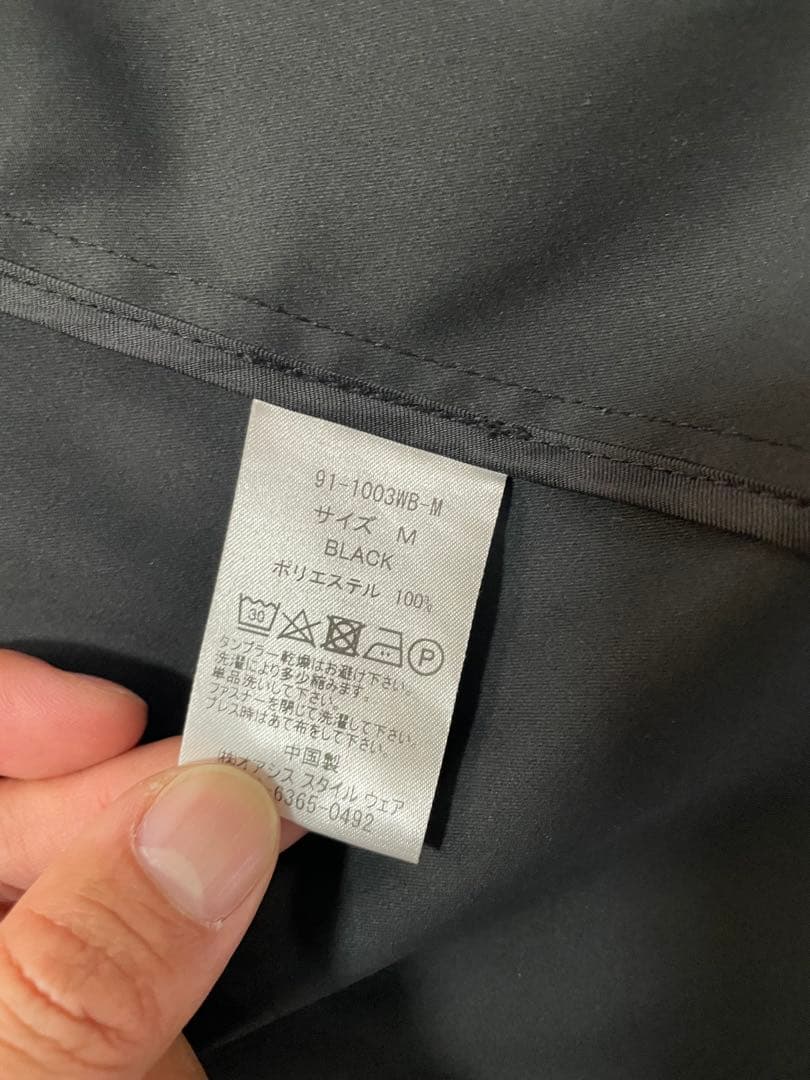 91-1003WB-M
サイズ M
BLACK
ポリエステル 100%
30 P
タンブラー乾燥はお避け下さい。
洗濯により多少縮みます。
単品洗いして下さい。
ファスナーを閉じて洗濯して下さい。
プレス時はあて布をして下さい。
中国製
㈱オアシス スタイル ウェア
-6365-0492